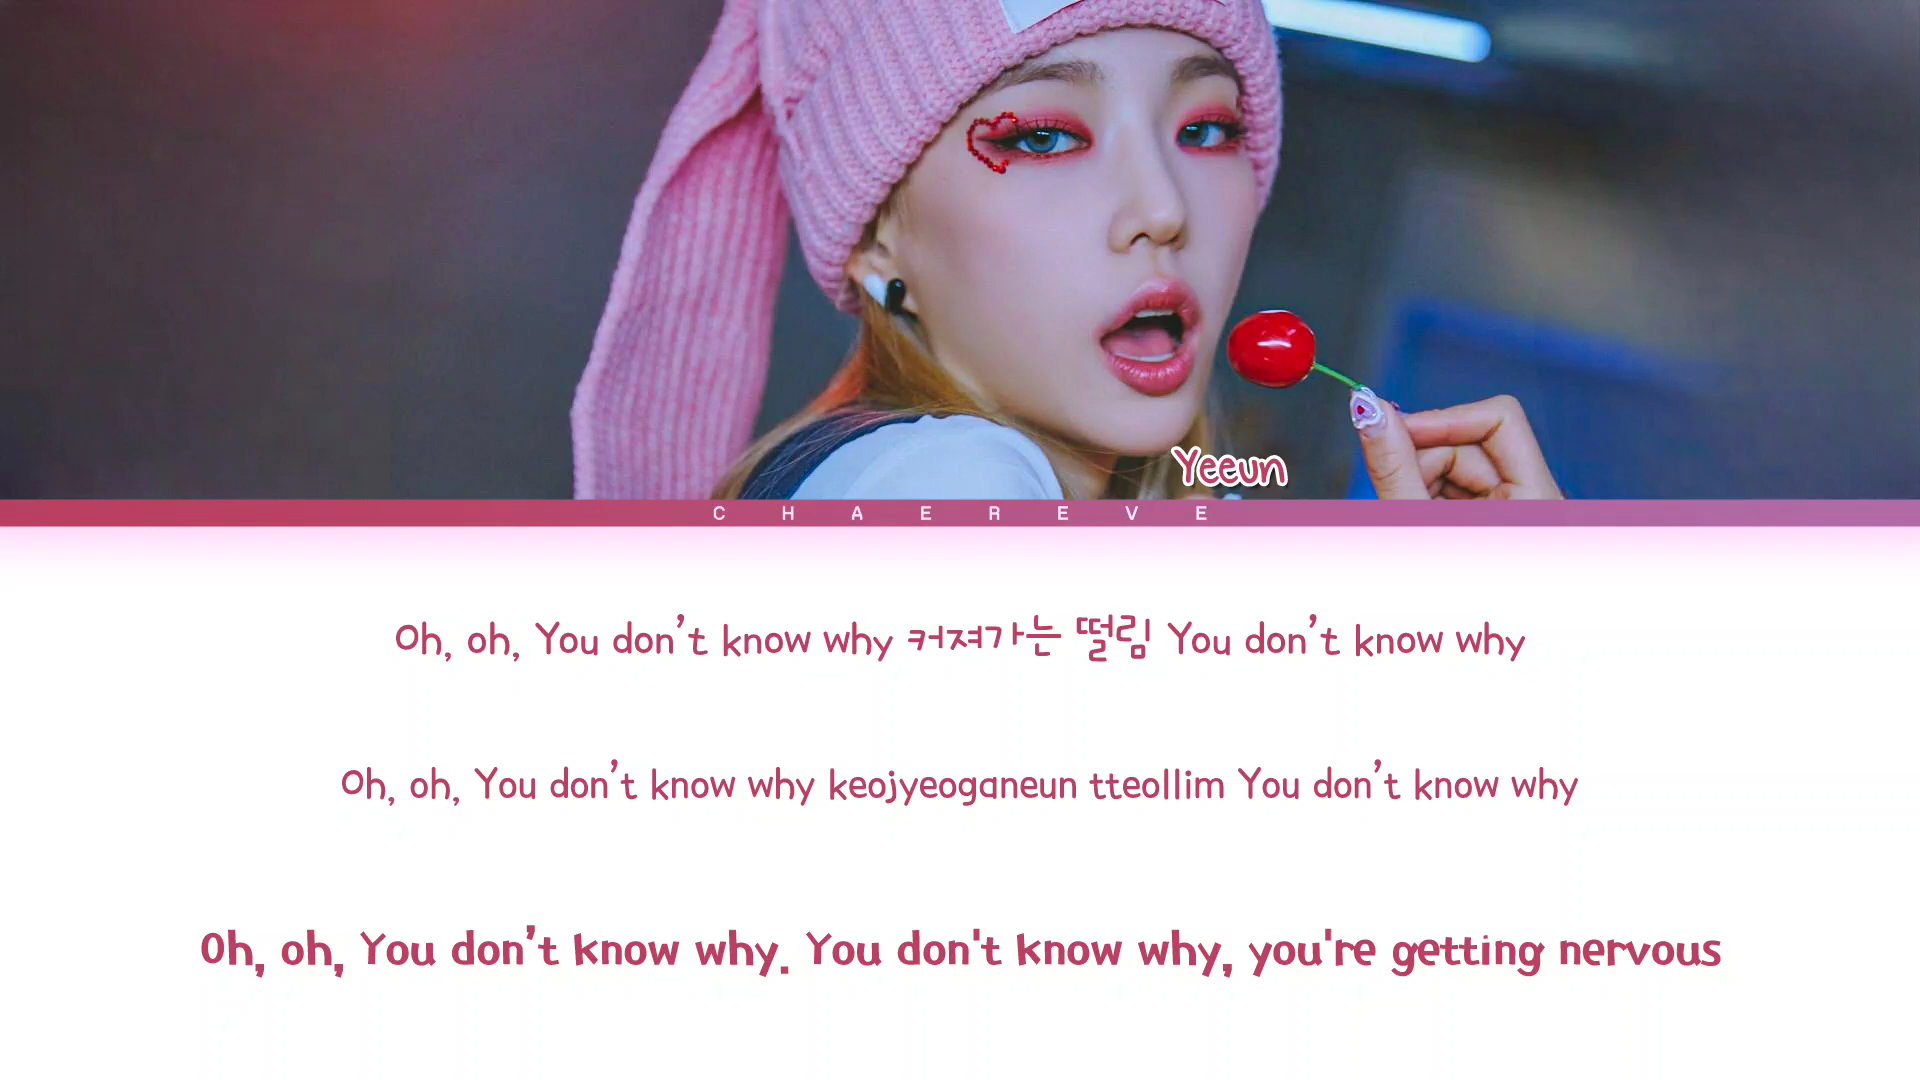 Yeeun
CHAEREVE
Oh, oh, You don’t know why 커져가는 떨림 You don’t know why
Oh, oh, You don’t know why keojyeoganeun tteollim You don’t know why
Oh, oh, You don’t know why. You don't know why, you're getting nervous